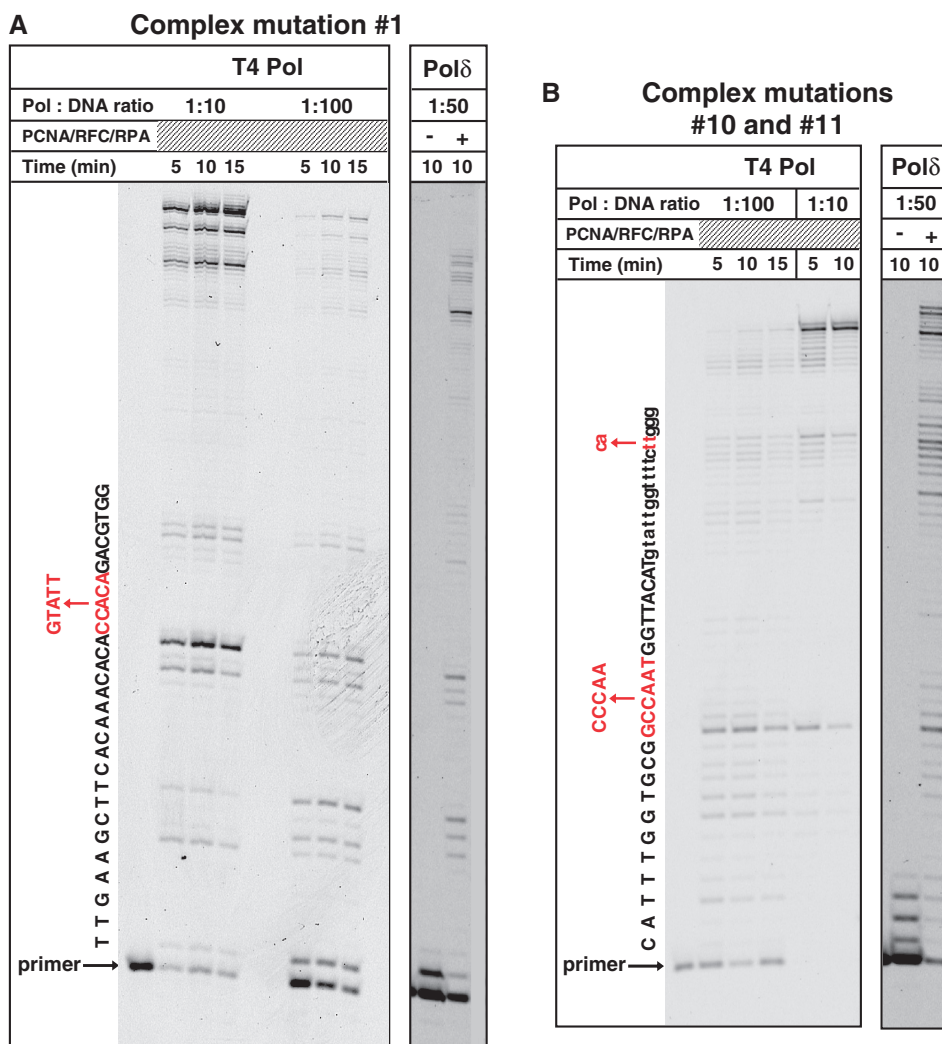 A
Complex mutation #1
T4 Pol
Polδ
Pol : DNA ratio 1:10 1:100
1:50
PCNA/RFC/RPA
- +
Time (min) 5 10 15 5 10 15
10 10
GTATT
TTGAAGCTTCACAAACACACCACAGACGTGG
primer
B
Complex mutations
#10 and #11
T4 Pol
Polδ
Pol : DNA ratio 1:100 1:10
1:50
PCNA/RFC/RPA
- +
Time (min) 5 10 15 5 10
10 10
ca
CCCAA
CATTTGGTGCGGCCAATGGTTACATgtattggtttcttggg
primer